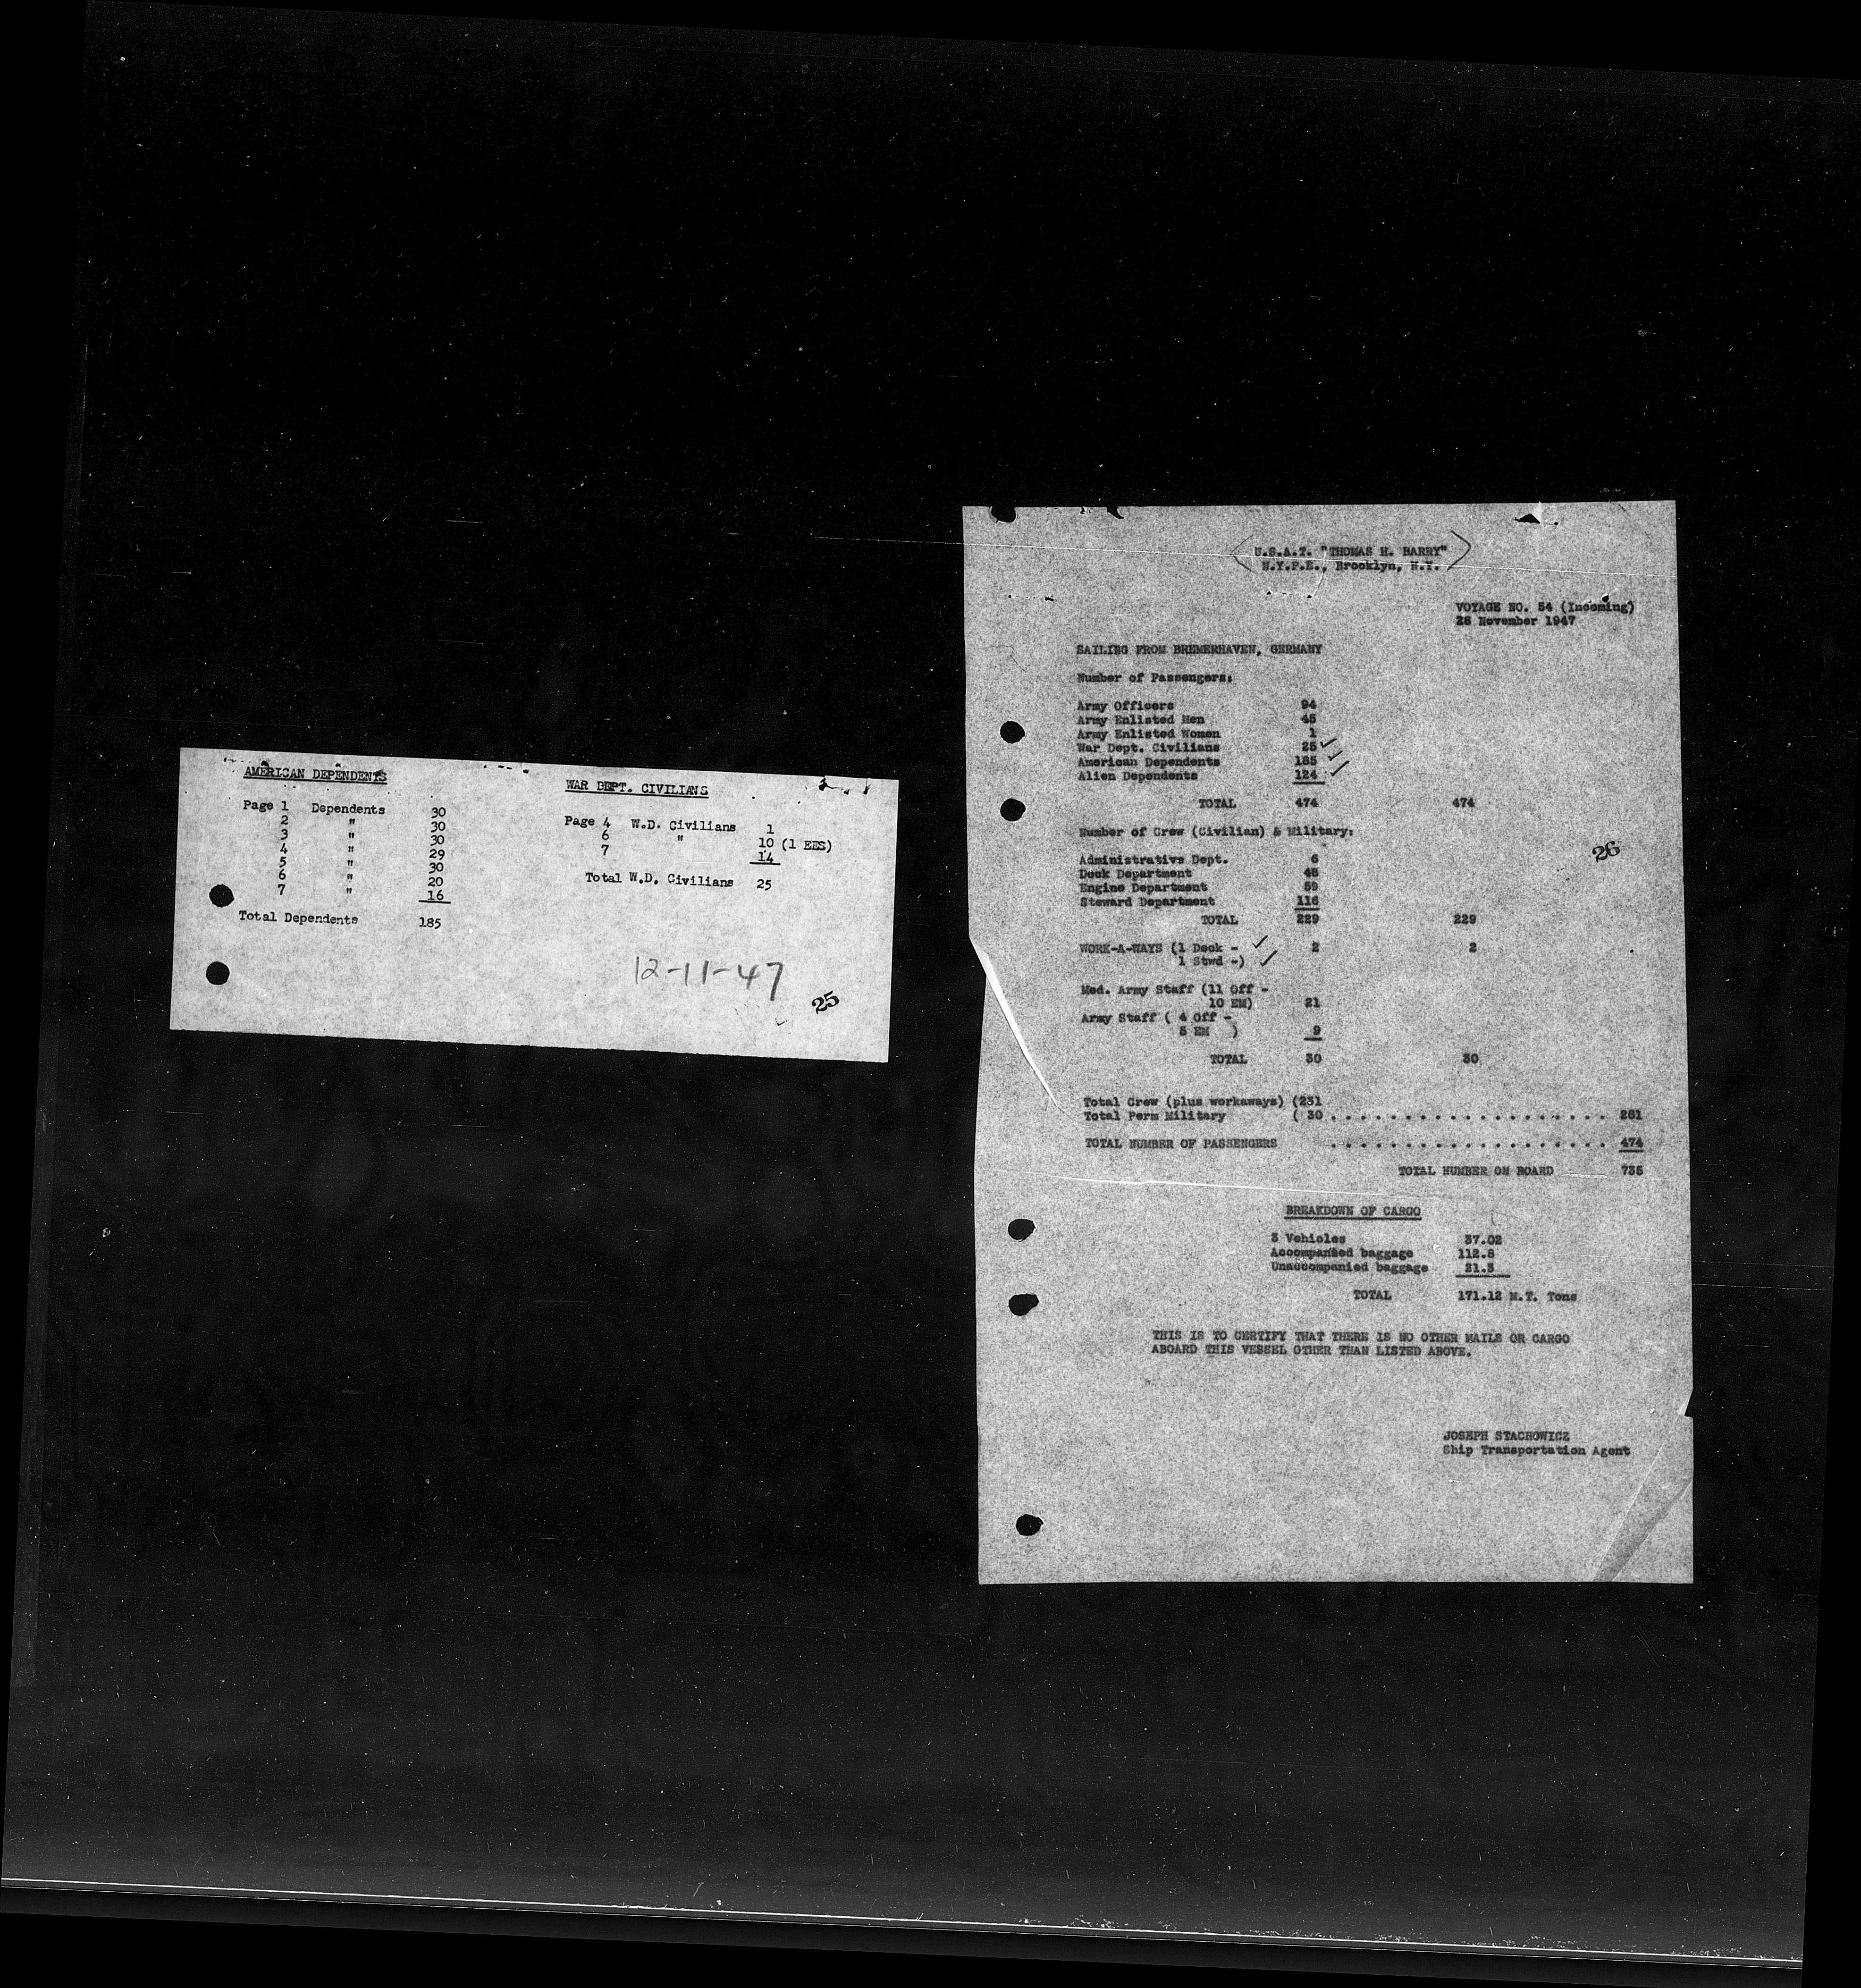 AMERICAN DEPENDENTS
Page 1 Dependents 30
2 " 30
3 " 30
4 " 29
5 " 30
6 " 20
7 " 16
Total Dependents 185
WAR DEPT. CIVILIANS
Page 4 W.D. Civilians 1
6 " 10 (1 EES)
7 14
Total W.D. Civilians 25
12-11-47
25
U.S.A.T. "THOMAS H. BARRY"
N.Y.P.E., Brooklyn, N.Y.
VOYAGE NO. 54 (Incoming)
28 November 1947
SAILING FROM BREMERHAVEN, GERMANY
Number of Passengers:
Army Officers 94
Army Enlisted Men 45
Army Enlisted Women 1
War Dept. Civilians 25 ✓
American Dependents 185 ✓
Alien Dependents 124 ✓
TOTAL 474 474
Number of Crew (Civilian) & Military:
26
Administrative Dept. 6
Deck Department 48
Engine Department 59
Steward Department 116
TOTAL 229 229
WORK-A-WAYS (1 Deck - ✓ 2 2
1 Stwd -) ✓
Med. Army Staff (11 Off -
10 EM) 21
Army Staff ( 4 Off -
5 EM ) 9
TOTAL 30 30
Total Crew (plus workaways) (231
Total Perm Military ( 30 . . . . . . . . . . . . . . . . . . . 261
TOTAL NUMBER OF PASSENGERS . . . . . . . . . . . . . . . . . . . 474
TOTAL NUMBER ON BOARD 735
BREAKDOWN OF CARGO
3 Vehicles 37.02
Accompanied baggage 112.8
Unaccompanied baggage 21.3
TOTAL 171.12 M.T. Tons
THIS IS TO CERTIFY THAT THERE IS NO OTHER MAILS OR CARGO
ABOARD THIS VESSEL OTHER THAN LISTED ABOVE.
JOSEPH STACHOWICZ
Ship Transportation Agent